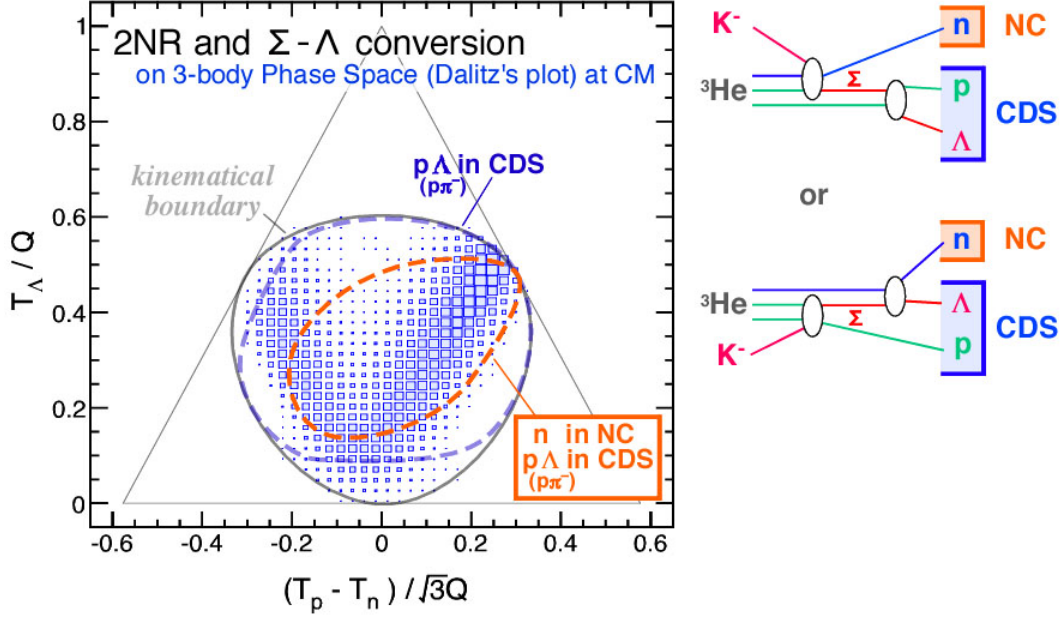 2NR and Σ-Λ conversion
on 3-body Phase Space (Dalitz's plot) at CM
kinematical
boundary
p Λ in CDS
(pπ⁻)
n in NC
p Λ in CDS
(pπ⁻)
1
0.8
0.6
0.4
0.2
0
T_Λ / Q
-0.6
-0.4
-0.2
0
0.2
0.4
0.6
(T_p - T_n) / √3Q
K⁻
n NC
³He
Σ
p
CDS
Λ
or
n NC
³He
Λ
Σ
CDS
K⁻
p